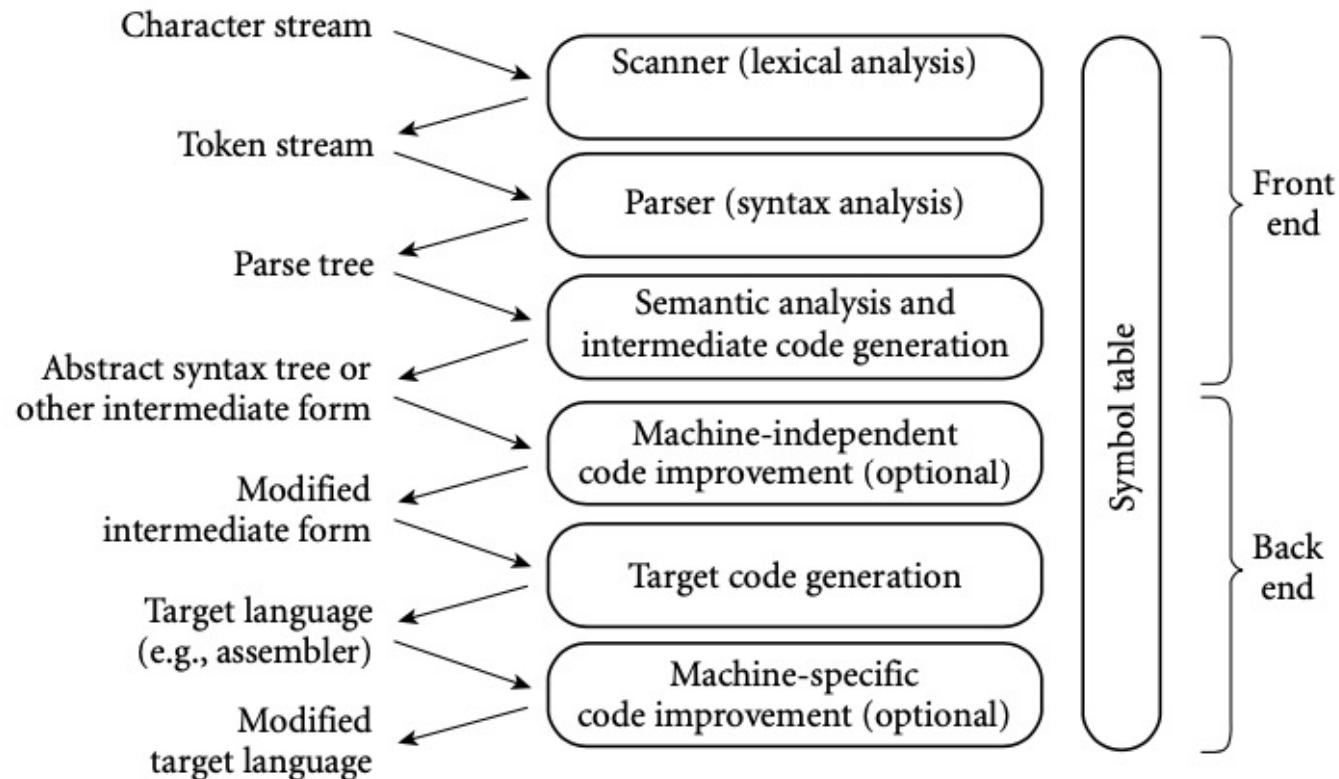 Character stream
Scanner (lexical analysis)
Token stream
Parser (syntax analysis)
Parse tree
Semantic analysis and
intermediate code generation
Abstract syntax tree or
other intermediate form
Machine-independent
code improvement (optional)
Modified
intermediate form
Target code generation
Target language
(e.g., assembler)
Machine-specific
code improvement (optional)
Modified
target language
Symbol table
Front
end
Back
end